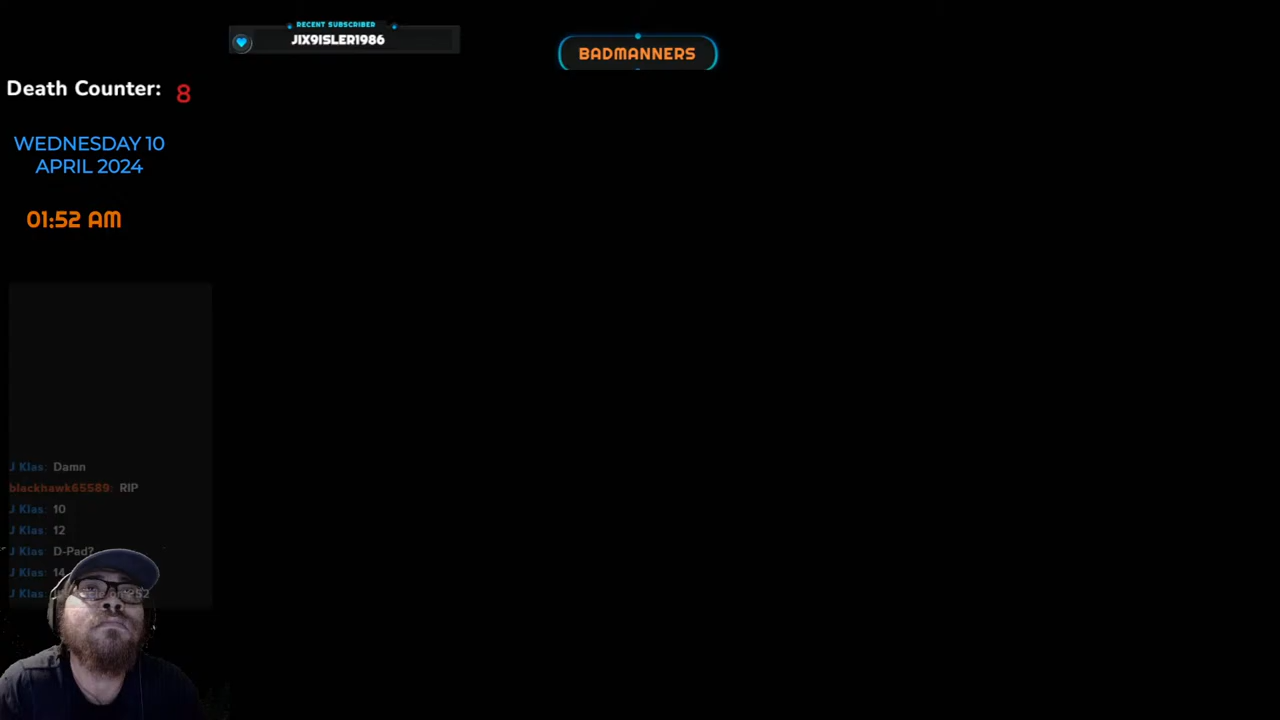 RECENT SUBSCRIBER
JIX9ISLER1986
BADMANNERS
Death Counter: 8
WEDNESDAY 10
APRIL 2024
01:52 AM
J Klas: Damn
blackhawk65589: RIP
J Klas: 10
J Klas: 12
J Klas: D-Pad?
J Klas: 14
J Klas: